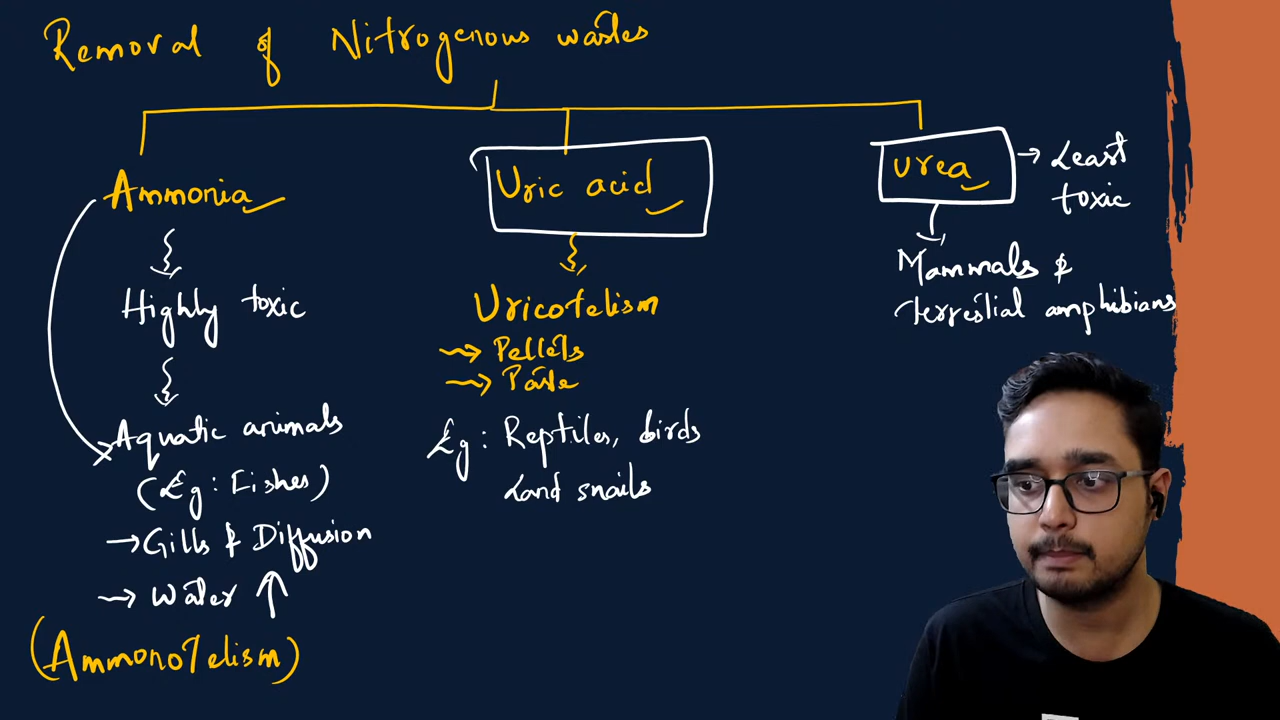 Removal of Nitrogenous wastes
Ammonia
Highly toxic
Aquatic animals
(Eg: Fishes)
→ Gills & Diffusion
→ Water ↑
(Ammonotelism)
Uric acid
Uricotelism
→ Pellets
→ Paste
Eg: Reptiles, birds
Land snails
Urea → Least
toxic
Mammals &
terrestial amphibians